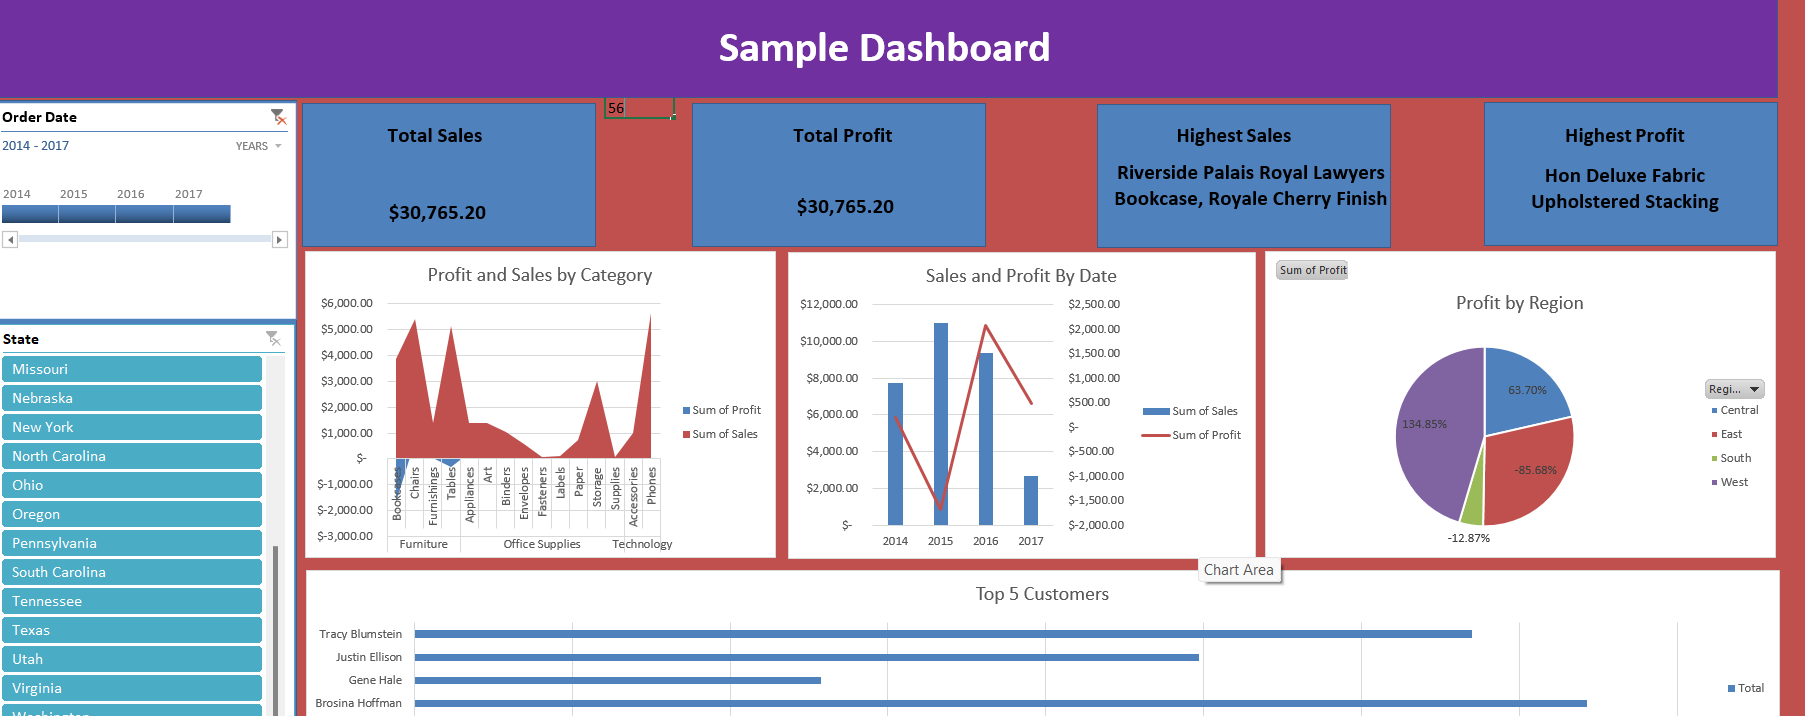 Sample Dashboard
56
Order Date
2014 - 2017
YEARS
2014 2015 2016 2017
State
Missouri
Nebraska
New York
North Carolina
Ohio
Oregon
Pennsylvania
South Carolina
Tennessee
Texas
Utah
Virginia
Washington
Total Sales
$30,765.20
Total Profit
$30,765.20
Highest Sales
Riverside Palais Royal Lawyers
Bookcase, Royale Cherry Finish
Highest Profit
Hon Deluxe Fabric
Upholstered Stacking
Profit and Sales by Category
$6,000.00
$5,000.00
$4,000.00
$3,000.00
$2,000.00
$1,000.00
$-
$-1,000.00
$-2,000.00
$-3,000.00
Bookcases
Chairs
Furnishings
Tables
Appliances
Art
Binders
Envelopes
Fasteners
Labels
Paper
Storage
Supplies
Accessories
Phones
Furniture Office Supplies Technology
Sum of Profit
Sum of Sales
Sales and Profit By Date
$12,000.00
$10,000.00
$8,000.00
$6,000.00
$4,000.00
$2,000.00
$-
$2,500.00
$2,000.00
$1,500.00
$1,000.00
$500.00
$-
$-500.00
$-1,000.00
$-1,500.00
$-2,000.00
2014 2015 2016 2017
Sum of Sales
Sum of Profit
Sum of Profit
Profit by Region
63.70%
134.85%
-85.68%
-12.87%
Regi...
Central
East
South
West
Chart Area
Top 5 Customers
Tracy Blumstein
Justin Ellison
Gene Hale
Brosina Hoffman
Total